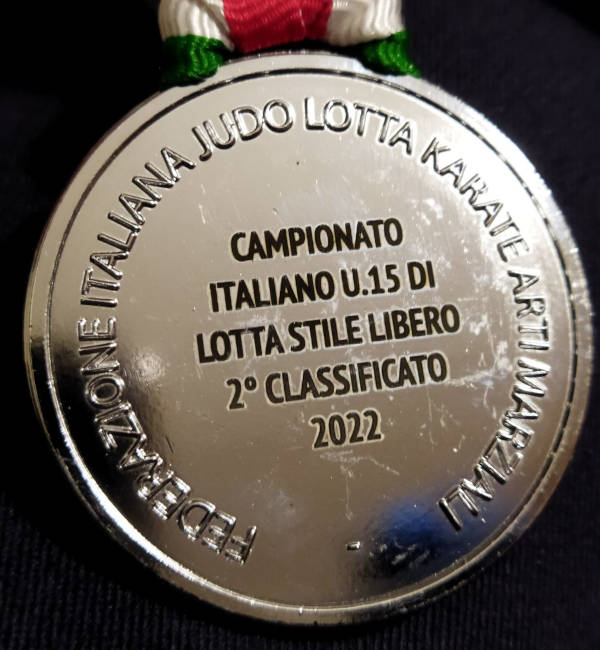 FEDERAZIONE ITALIANA JUDO LOTTA KARATE ARTI MARZIALI -
CAMPIONATO
ITALIANO U.15 DI
LOTTA STILE LIBERO
2° CLASSIFICATO
2022